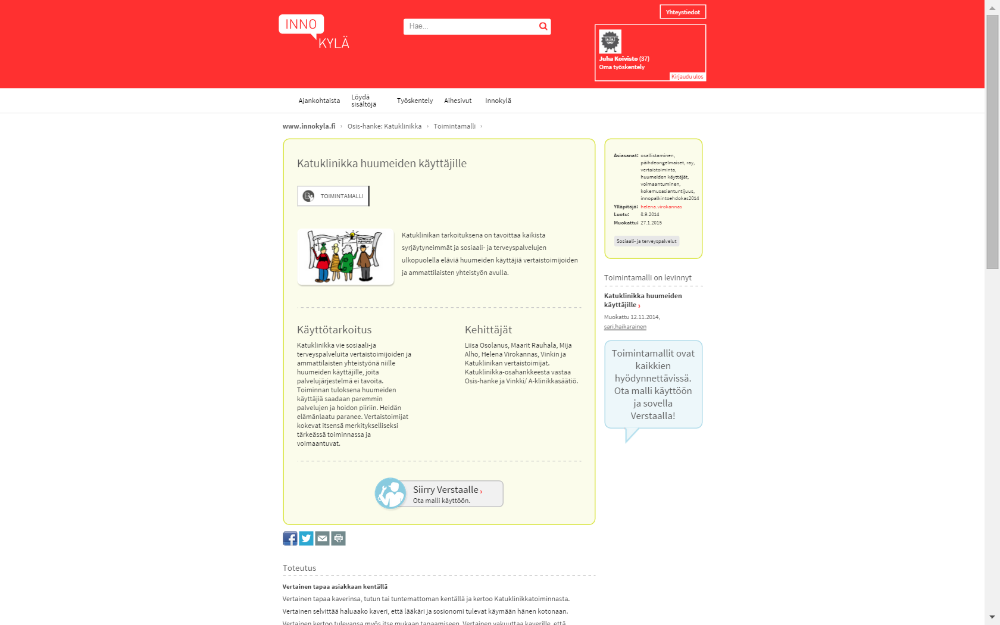 INNO
KYLÄ
Hae...
Yhteystiedot
Juha Koivisto (37)
Oma työskentely
Kirjaudu ulos
Ajankohtaista
Löydä
sisältöjä
Työskentely
Aihesivut
Innokylä
www.innokyla.fi › Osis-hanke: Katuklinikka › Toimintamalli ›
Katuklinikka huumeiden käyttäjille
TOIMINTAMALLI
Katuklinikan tarkoituksena on tavoittaa kaikista
syrjäytyneimmät ja sosiaali- ja terveyspalvelujen
ulkopuolella eläviä huumeiden käyttäjiä vertaistoimijoiden
ja ammattilaisten yhteistyön avulla.
Käyttötarkoitus
Katuklinikka vie sosiaali-ja
terveyspalveluita vertaistoimijoiden ja
ammattilaisten yhteistyönä niille
huumeiden käyttäjille, joita
palvelujärjestelmä ei tavoita.
Toiminnan tuloksena huumeiden
käyttäjiä saadaan paremmin
palvelujen ja hoidon piiriin. Heidän
elämänlaatu paranee. Vertaistoimijat
kokevat itsensä merkitykselliseksi
tärkeässä toiminnassa ja
voimaantuvat.
Kehittäjät
Liisa Osolanus, Maarit Rauhala, Mija
Alho, Helena Virokannas, Vinkin ja
Katuklinikan vertaistoimijat.
Katuklinikka-osahankkeesta vastaa
Osis-hanke ja Vinkki/ A-klinikkasäätiö.
Siirry Verstaalle ›
Ota malli käyttöön.
Asiasanat: osallistaminen,
päihdeongelmaiset, ray,
vertaistoiminta,
huumeiden käyttäjät,
voimaantuminen,
kokemusasiantuntijuus,
innopalkintoehdokas2014
Ylläpitäjä: helena.virokannas
Luotu: 8.9.2014
Muokattu: 27.1.2015
Sosiaali- ja terveyspalvelut
Toimintamalli on levinnyt
Katuklinikka huumeiden
käyttäjille ›
Muokattu 12.11.2014,
sari.haikarainen
Toimintamallit ovat
kaikkien
hyödynnettävissä.
Ota malli käyttöön
ja sovella
Verstaalla!
Toteutus
Vertainen tapaa asiakkaan kentällä
Vertainen tapaa kaverinsa, tutun tai tuntemattoman kentällä ja kertoo Katuklinikkatoiminnasta.
Vertainen selvittää haluaako kaveri, että lääkäri ja sosionomi tulevat käymään hänen kotonaan.
Vertainen kertoo tulevansa myös itse mukaan tapaamiseen. Vertainen vakuuttaa kaverille, että